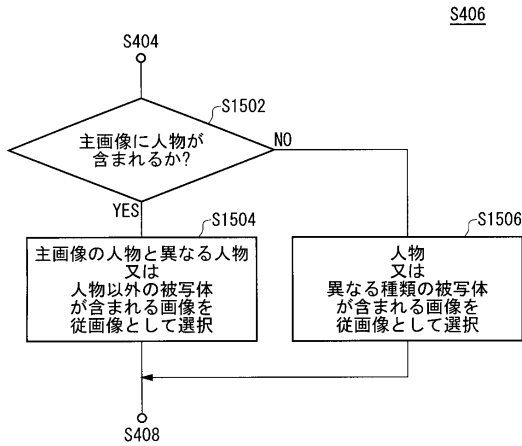 S406
S404
S1502
主画像に人物が
含まれるか?
NO
YES
S1504
主画像の人物と異なる人物
又は
人物以外の被写体
が含まれる画像を
従画像として選択
S1506
人物
又は
異なる種類の被写体
が含まれる画像を
従画像として選択
S408